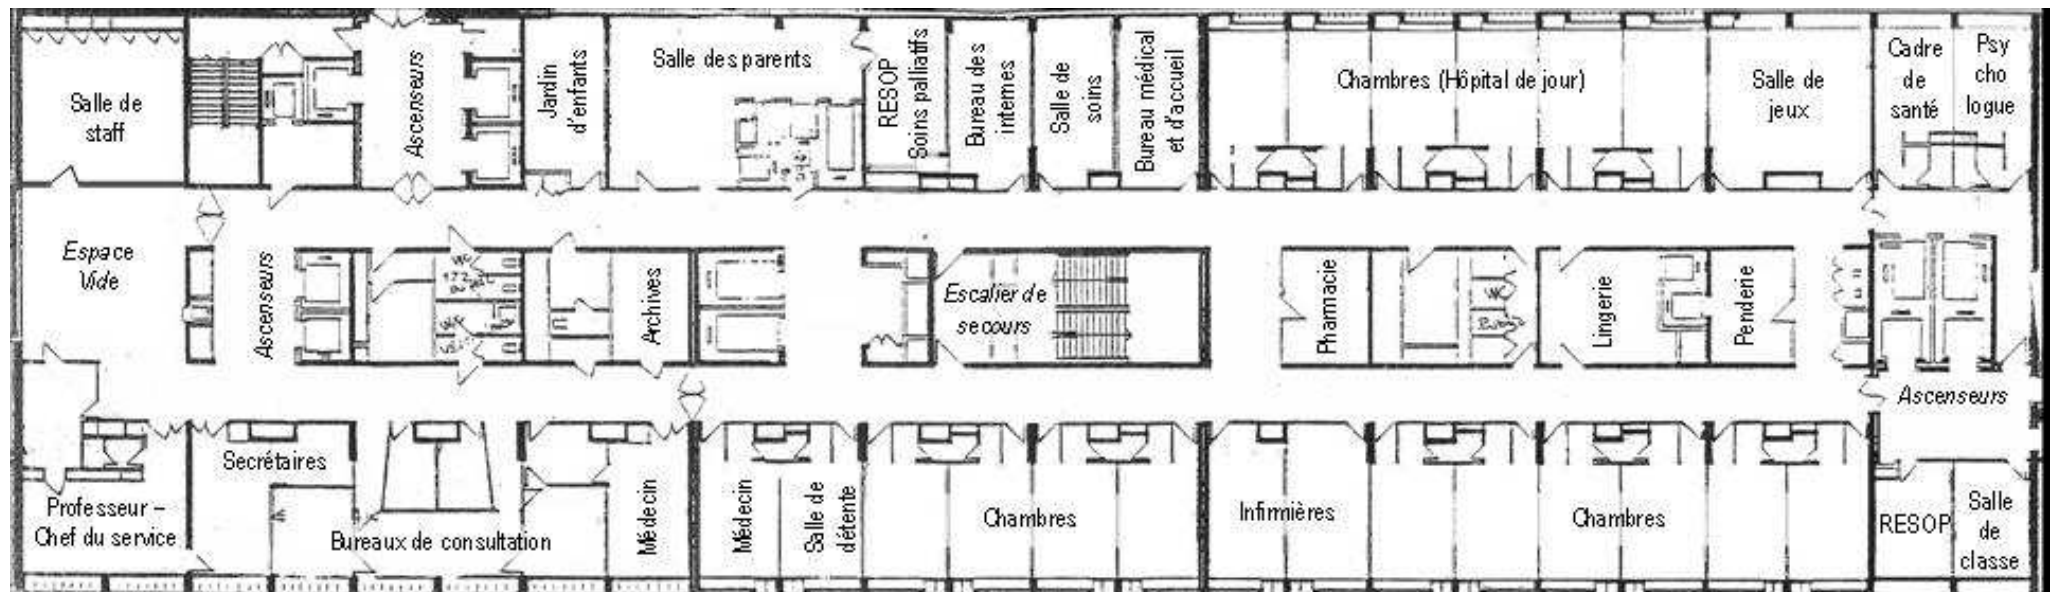 Salle de
staff
Ascenseurs
Jardin
d'enfants
Salle des parents
RESOP
Soins palliatifs
Bureau des
internes
Salle de
soins
Bureau médical
et d'accueil
Chambres (Hôpital de jour)
Salle de
jeux
Cadre
de
santé
Psy
cho
logue
Espace
Vide
Ascenseurs
WC
WC
Archives
Escalier de
secours
Pharmacie
WC
Lingerie
Penderie
Ascenseurs
Secrétaires
Professeur –
Chef du service
Bureaux de consultation
Médecin
Médecin
Salle de
détente
Chambres
Infirmières
Chambres
RESOP
Salle
de
classe